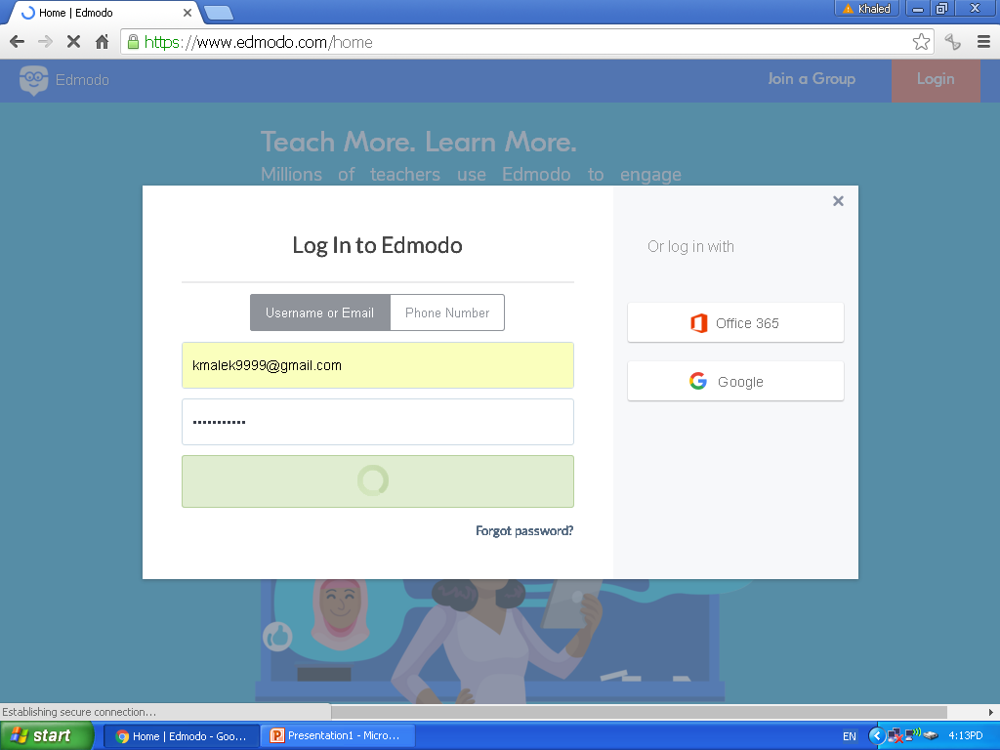 Home | Edmodo
Khaled
https://www.edmodo.com/home
Edmodo
Join a Group
Login
Teach More. Learn More.
Millions of teachers use Edmodo to engage
Log In to Edmodo
Or log in with
Username or Email
Phone Number
Office 365
kmalek9999@gmail.com
Google
•••••••••••
Forgot password?
Establishing secure connection...
start
Home | Edmodo - Goo...
Presentation1 - Micro...
EN
4:13PD